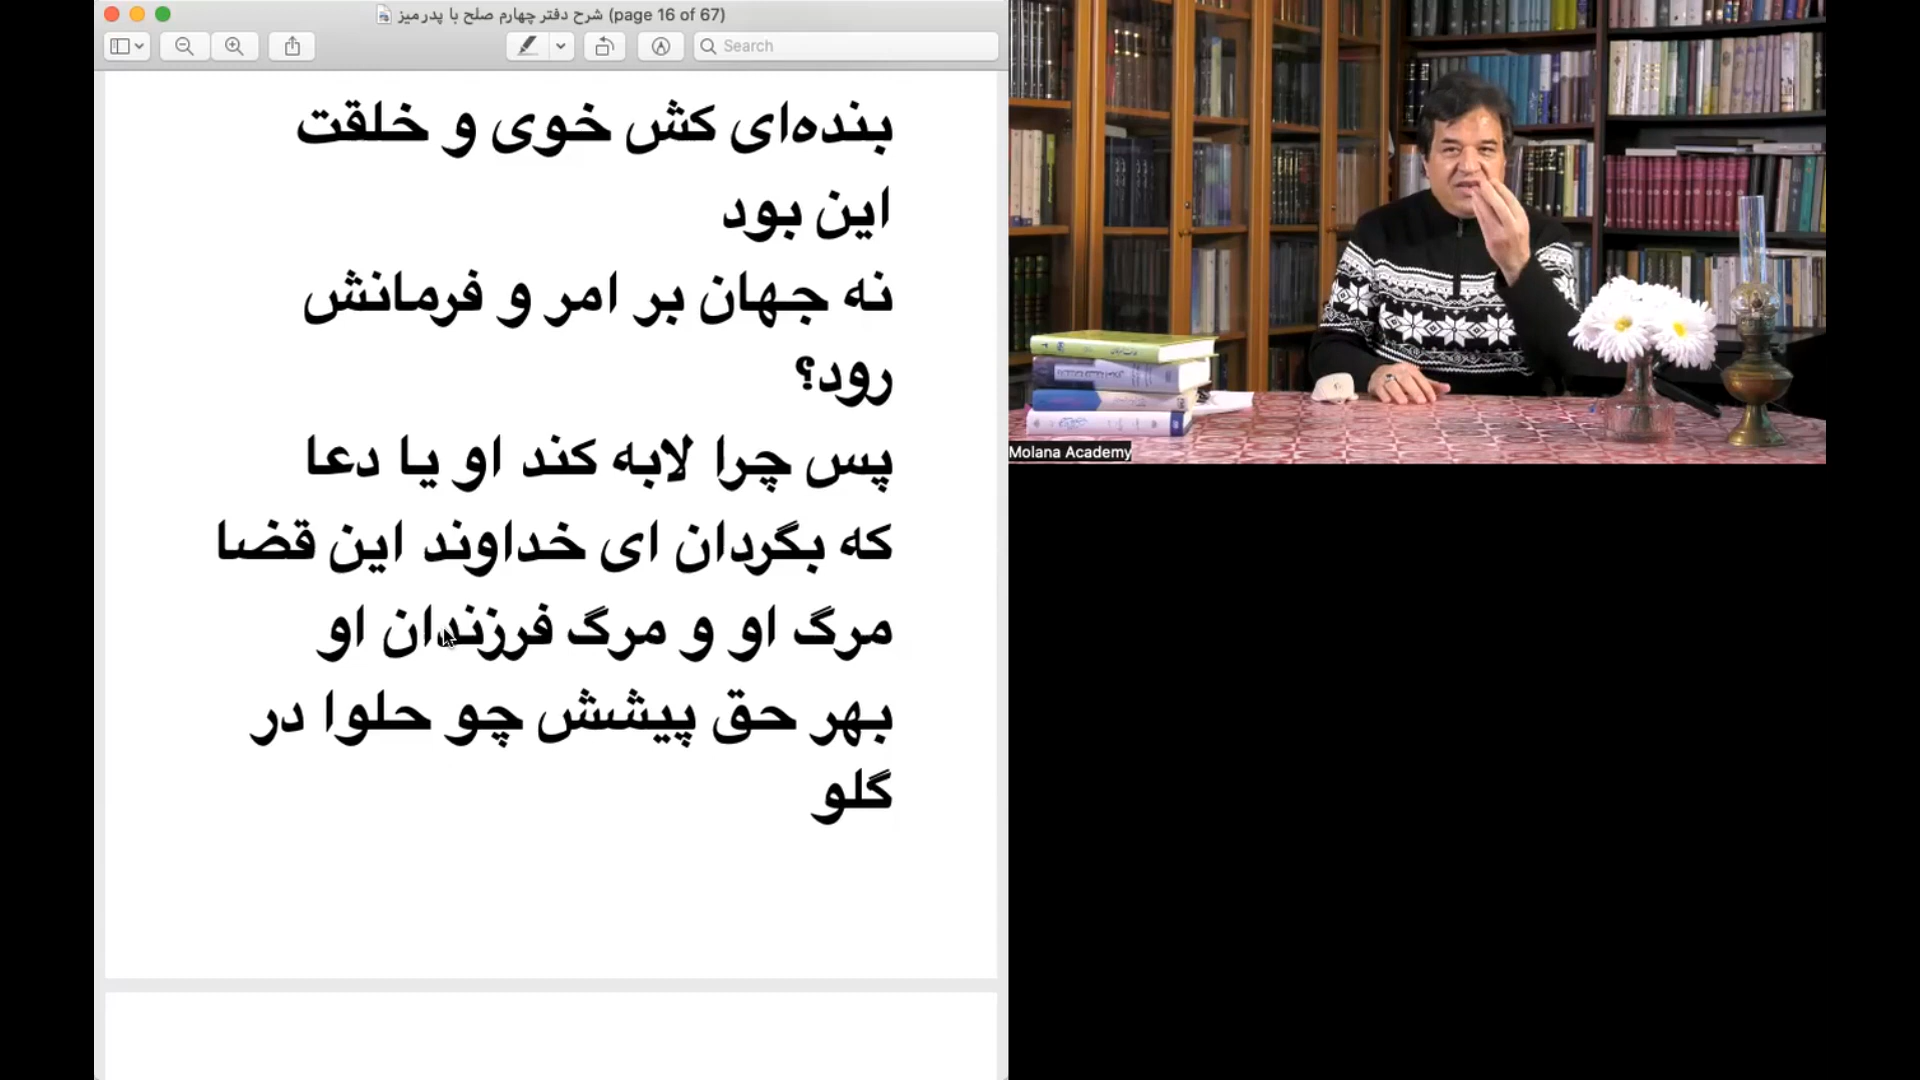 شرح دفتر چهارم صلح با پدر میز (page 16 of 67)
Search
بنده‌ای کش خوی و خلقت
این بود
نه جهان بر امر و فرمانش
رود؟
پس چرا لابه کند او یا دعا
که بگردان ای خداوند این قضا
مرگ او و مرگ فرزندان او
بهر حق پیشش چو حلوا در
گلو
Molana Academy